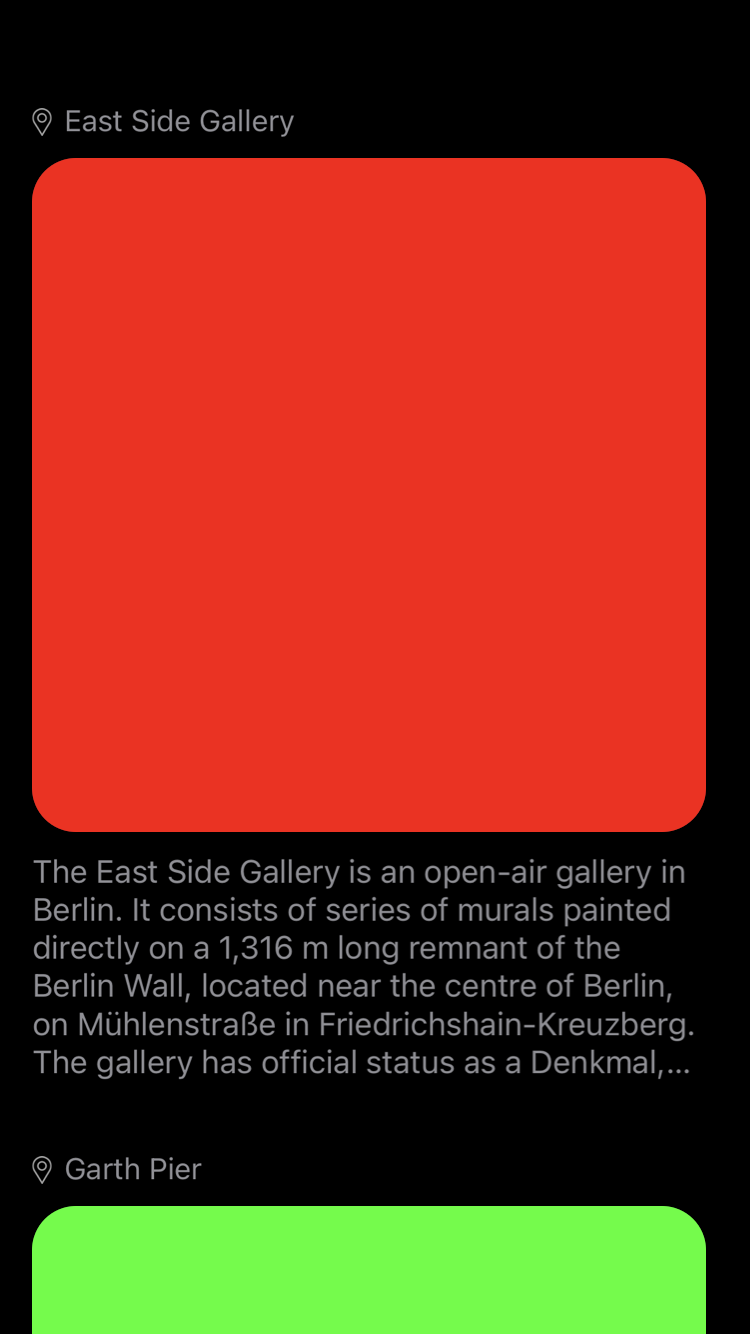 East Side Gallery
The East Side Gallery is an open-air gallery in
Berlin. It consists of series of murals painted
directly on a 1,316 m long remnant of the
Berlin Wall, located near the centre of Berlin,
on Mühlenstraße in Friedrichshain-Kreuzberg.
The gallery has official status as a Denkmal,...
Garth Pier